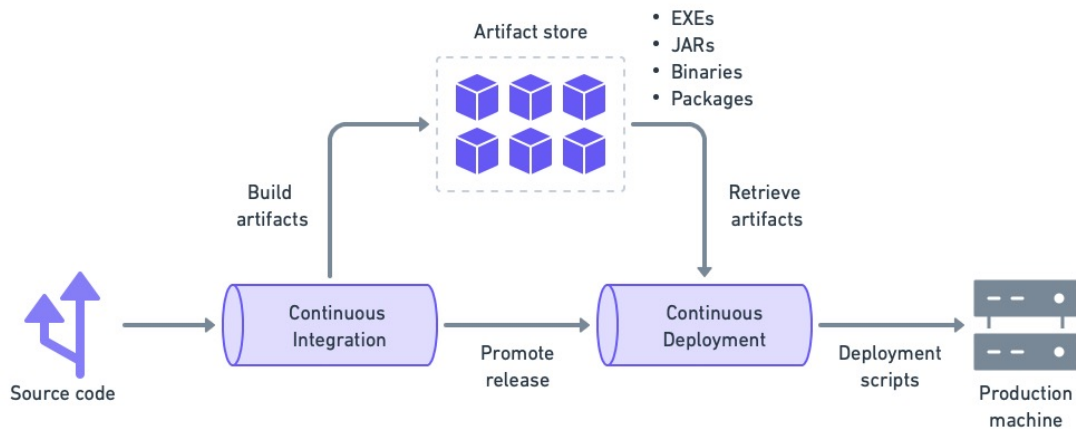 Artifact store
• EXEs
• JARs
• Binaries
• Packages
Build
artifacts
Retrieve
artifacts
Source code
Continuous
Integration
Promote
release
Continuous
Deployment
Deployment
scripts
Production
machine